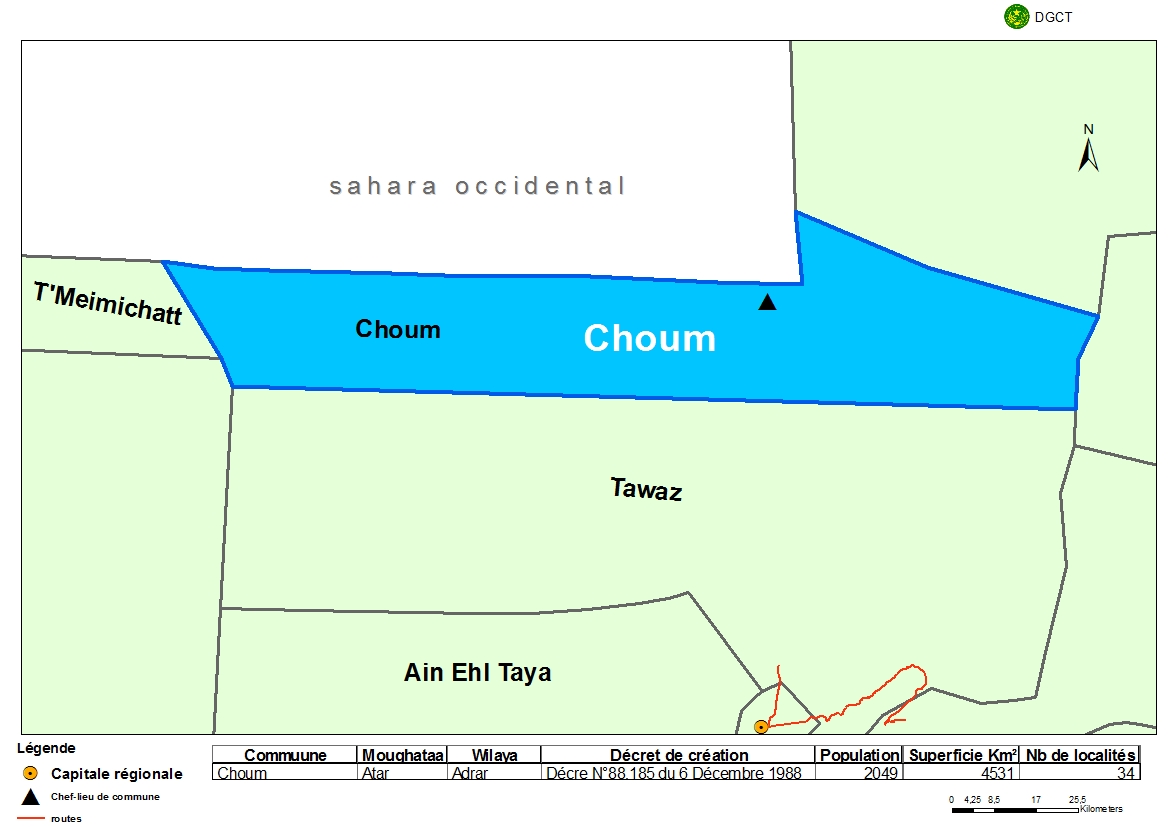 DGCT
N
sahara occidental
T'Meimichatt
Choum
Choum
Tawaz
Ain Ehl Taya
Légende
Capitale régionale
Chef-lieu de commune
routes
Commuune Moughataa Wilaya Décret de création Population Superficie Km² Nb de localités
Choum Atar Adrar Décre N°88.185 du 6 Décembre 1988 2049 4531 34
0 4,25 8,5 17 25,5
Kilometers